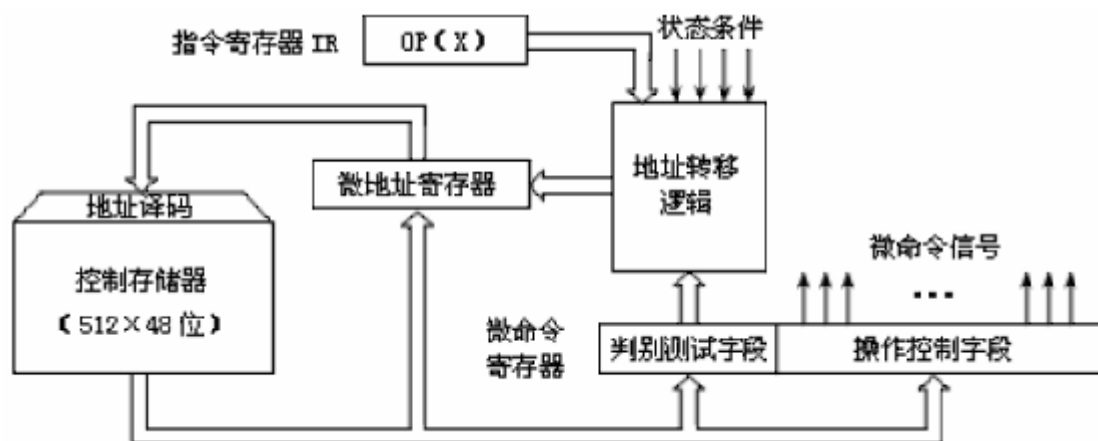 指令寄存器 IR
OP(X)
状态条件
地址转移
逻辑
微地址寄存器
地址译码
控制存储器
(512×48 位)
微命令信号
...
微命令
寄存器
判别测试字段
操作控制字段